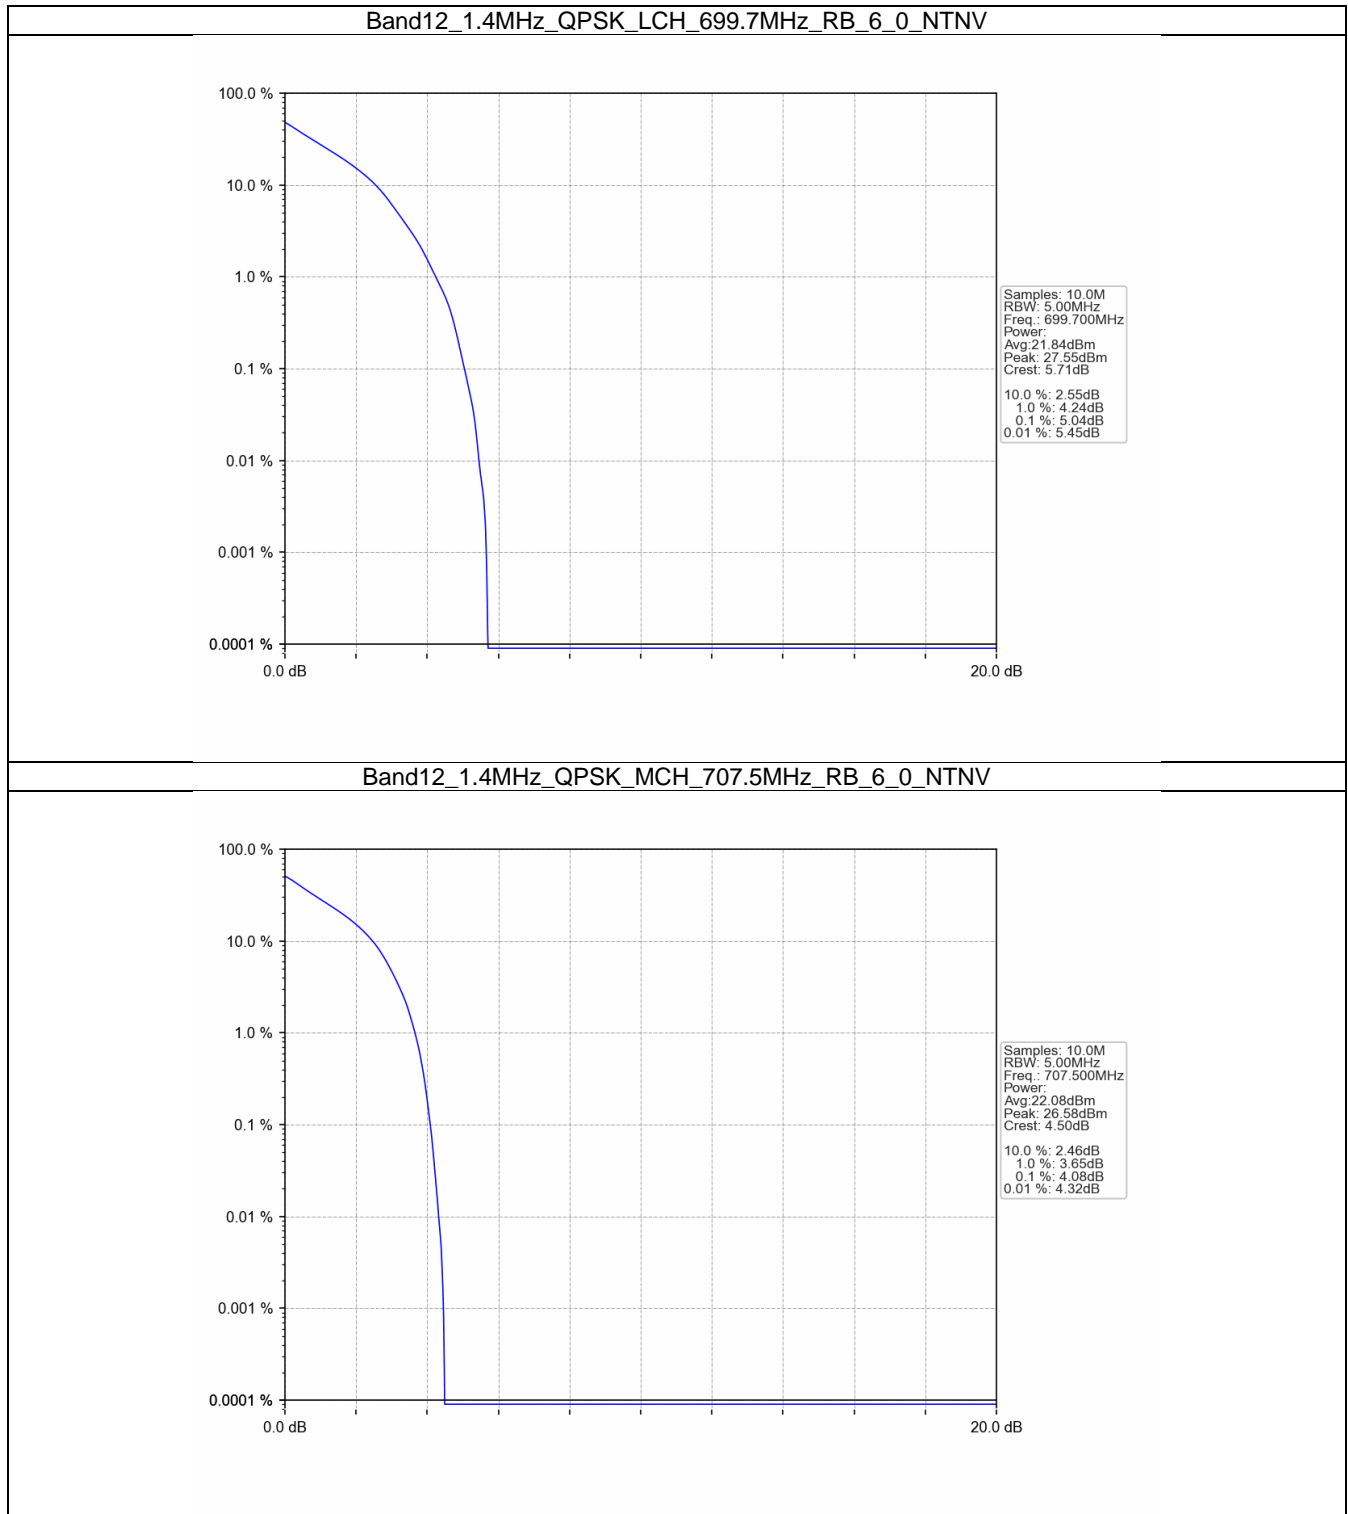 Band12_1.4MHz_QPSK_LCH_699.7MHz_RB_6_0_NTNV
100.0 %
10.0 %
1.0 %
0.1 %
0.01 %
0.001 %
0.0001 %
0.0 dB
20.0 dB
Samples: 10.0M
RBW: 5.00MHz
Freq.: 699.700MHz
Power:
Avg:21.84dBm
Peak: 27.55dBm
Crest: 5.71dB
10.0 %: 2.55dB
1.0 %: 4.24dB
0.1 %: 5.04dB
0.01 %: 5.45dB
Band12_1.4MHz_QPSK_MCH_707.5MHz_RB_6_0_NTNV
100.0 %
10.0 %
1.0 %
0.1 %
0.01 %
0.001 %
0.0001 %
0.0 dB
20.0 dB
Samples: 10.0M
RBW: 5.00MHz
Freq.: 707.500MHz
Power:
Avg:22.08dBm
Peak: 26.58dBm
Crest: 4.50dB
10.0 %: 2.46dB
1.0 %: 3.65dB
0.1 %: 4.08dB
0.01 %: 4.32dB